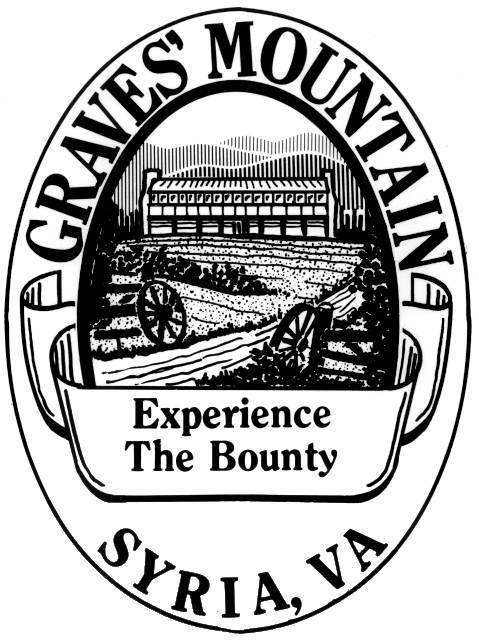 GRAVES' MOUNTAIN
Experience
The Bounty
SYRIA, VA